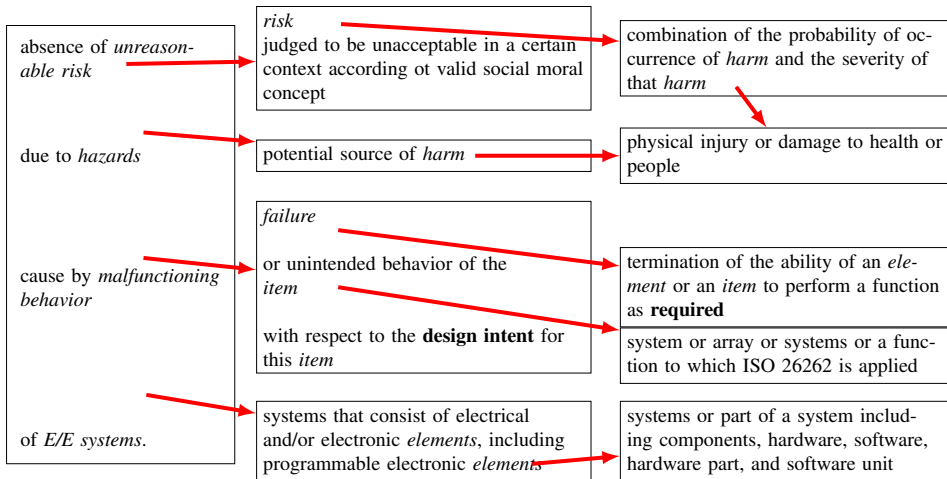 absence of unreason-
able risk
due to hazards
cause by malfunctioning
behavior
of E/E systems.
risk
judged to be unacceptable in a certain
context according ot valid social moral
concept
potential source of harm
failure
or unintended behavior of the
item
with respect to the design intent for
this item
systems that consist of electrical
and/or electronic elements, including
programmable electronic elements
combination of the probability of oc-
currence of harm and the severity of
that harm
physical injury or damage to health or
people
termination of the ability of an ele-
ment or an item to perform a function
as required
system or array or systems or a func-
tion to which ISO 26262 is applied
systems or part of a system includ-
ing components, hardware, software,
hardware part, and software unit